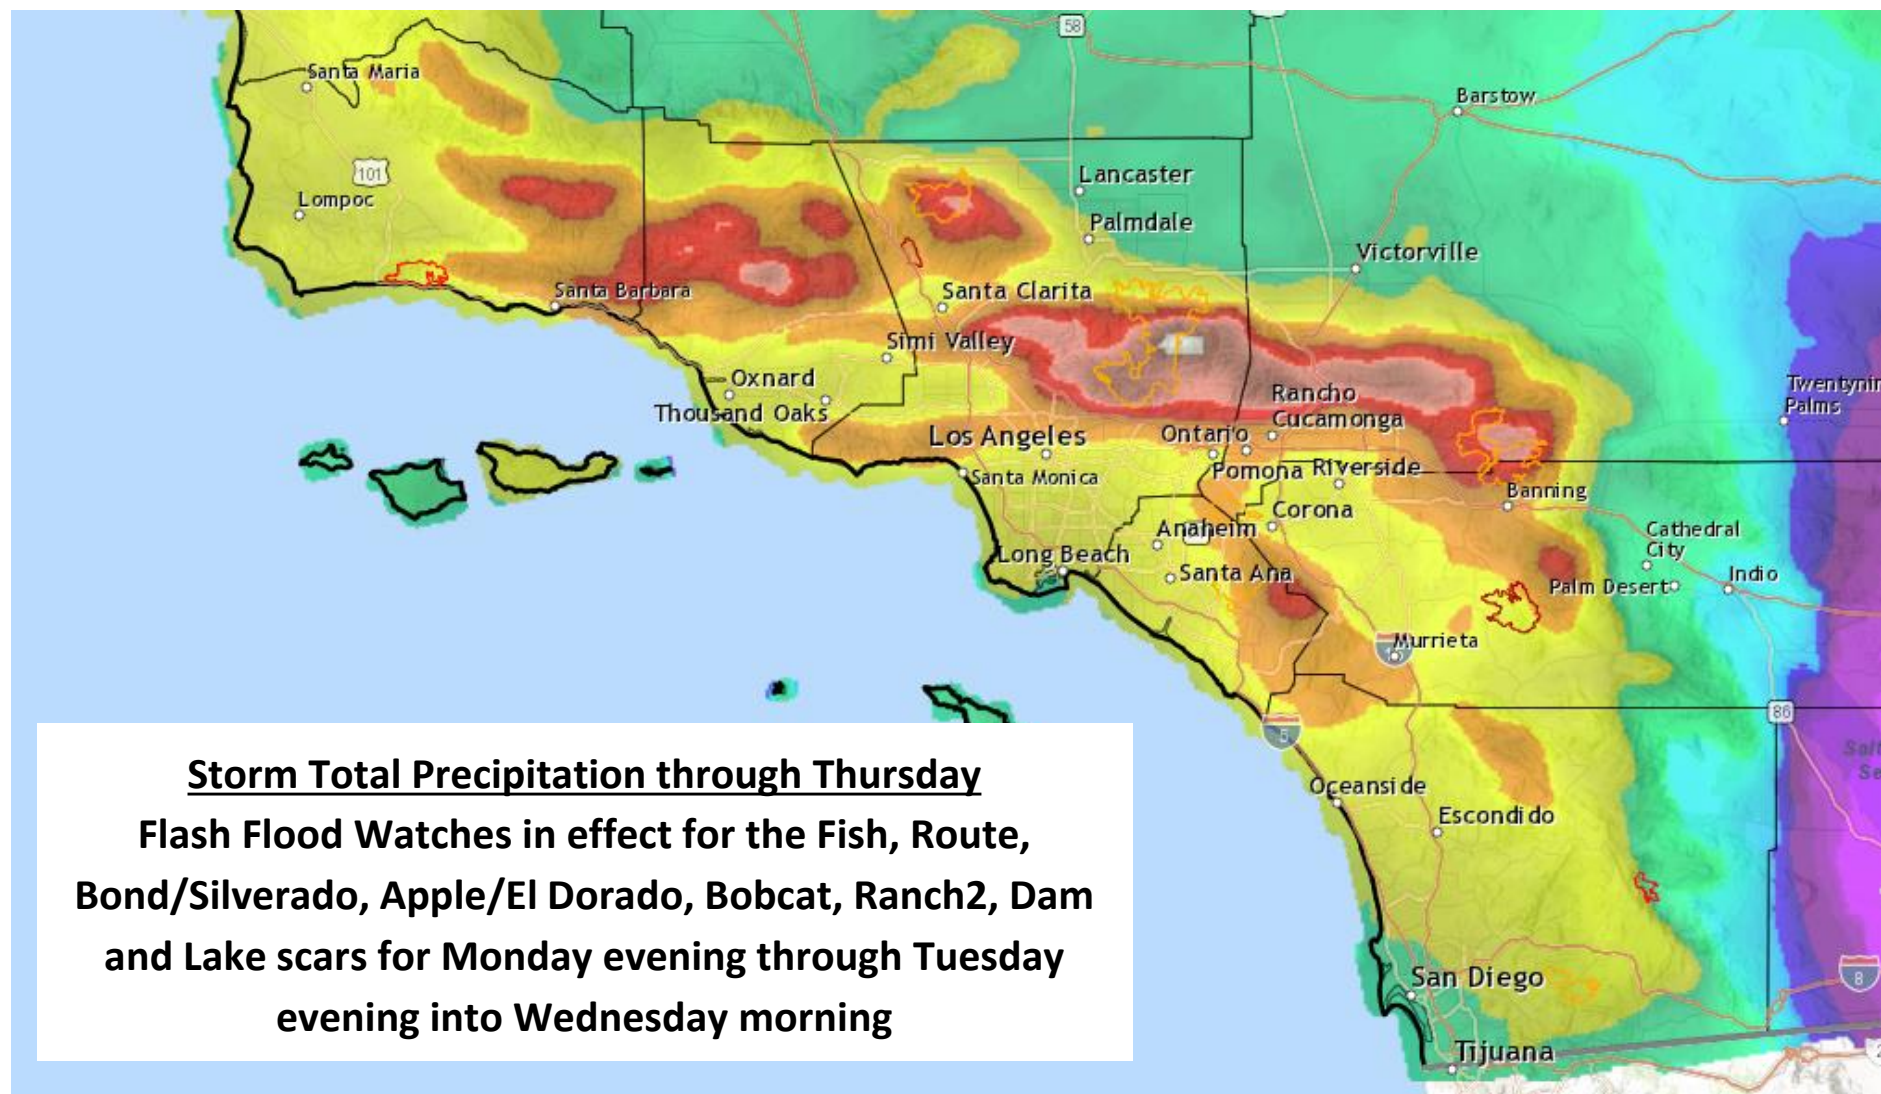 58
Santa Maria
Barstow
101
Lancaster
Lompoc
Palmdale
Victorville
Santa Barbara
Santa Clarita
Simi Valley
Oxnard
Thousand Oaks
Twentynin
Palms
Rancho
Cucamonga
Los Angeles
Ontario
Santa Monica
Pomona
Riverside
Banning
Corona
Anaheim
Cathedral
City
Long Beach
Santa Ana
Palm Desert
Indio
Murrieta
86
5
Salt
Se
Oceanside
Escondido
San Diego
8
Tijuana
Storm Total Precipitation through Thursday
Flash Flood Watches in effect for the Fish, Route,
Bond/Silverado, Apple/El Dorado, Bobcat, Ranch2, Dam
and Lake scars for Monday evening through Tuesday
evening into Wednesday morning